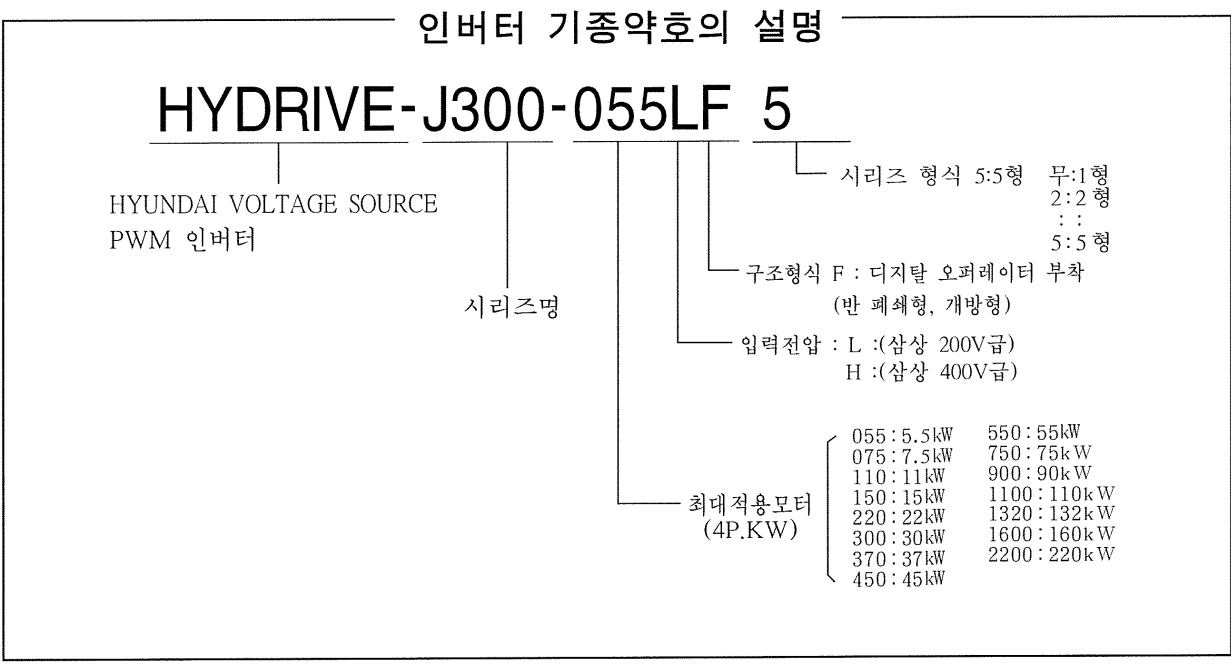 인버터 기종약호의 설명
HYDRIVE-J300-055LF 5
HYUNDAI VOLTAGE SOURCE
PWM 인버터
시리즈명
시리즈 형식 5:5형 무:1형
2:2형
: :
5:5형
구조형식 F : 디지탈 오퍼레이터 부착
(반 폐쇄형, 개방형)
입력전압 : L :(삼상 200V급)
H :(삼상 400V급)
최대적용모터
(4P.KW)
055:5.5㎾ 550:55㎾
075:7.5㎾ 750:75kW
110:11㎾ 900:90kW
150:15㎾ 1100:110kW
220:22㎾ 1320:132kW
300:30㎾ 1600:160kW
370:37㎾ 2200:220kW
450:45㎾